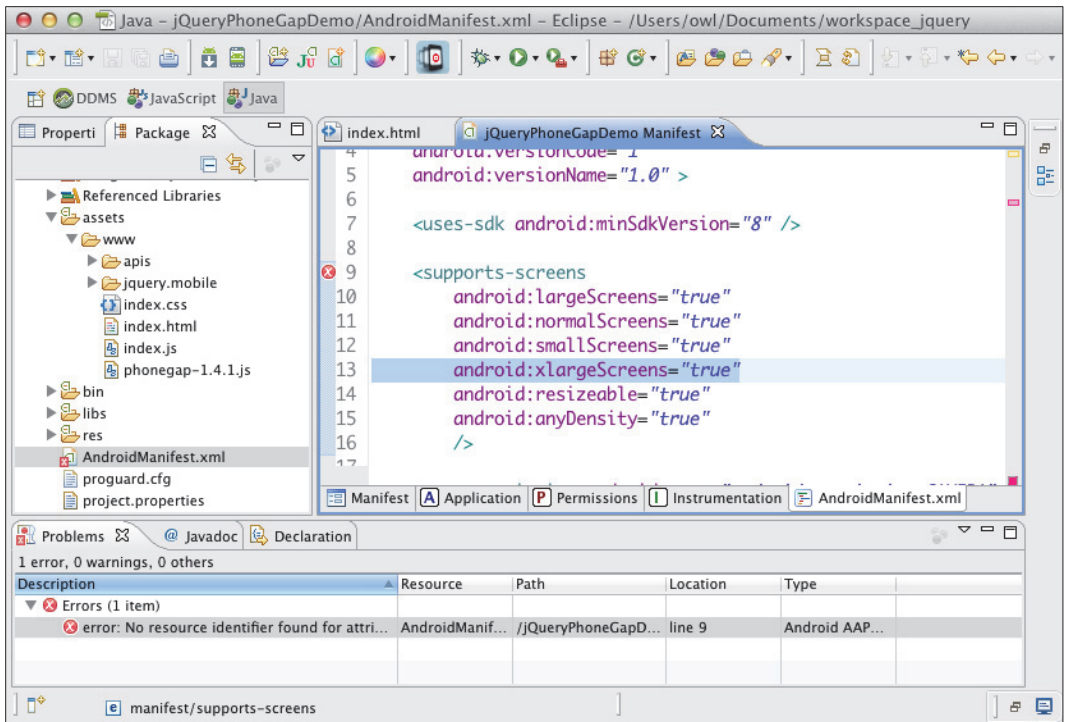 Java – jQueryPhoneGapDemo/AndroidManifest.xml – Eclipse – /Users/owl/Documents/workspace_jquery
DDMS JavaScript Java
Properti Package
Referenced Libraries
assets
www
apis
jquery.mobile
index.css
index.html
index.js
phonegap-1.4.1.js
bin
libs
res
AndroidManifest.xml
proguard.cfg
project.properties
index.html jQueryPhoneGapDemo Manifest
4 android:versionCode="1"
5 android:versionName="1.0" >
6
7 <uses-sdk android:minSdkVersion="8" />
8
9 <supports-screens
10 android:largeScreens="true"
11 android:normalScreens="true"
12 android:smallScreens="true"
13 android:xlargeScreens="true"
14 android:resizeable="true"
15 android:anyDensity="true"
16 />
17
Manifest A Application P Permissions I Instrumentation F AndroidManifest.xml
Problems @ Javadoc Declaration
1 error, 0 warnings, 0 others
Description Resource Path Location Type
Errors (1 item)
error: No resource identifier found for attri... AndroidManif... /jQueryPhoneGapD... line 9 Android AAP...
e manifest/supports-screens